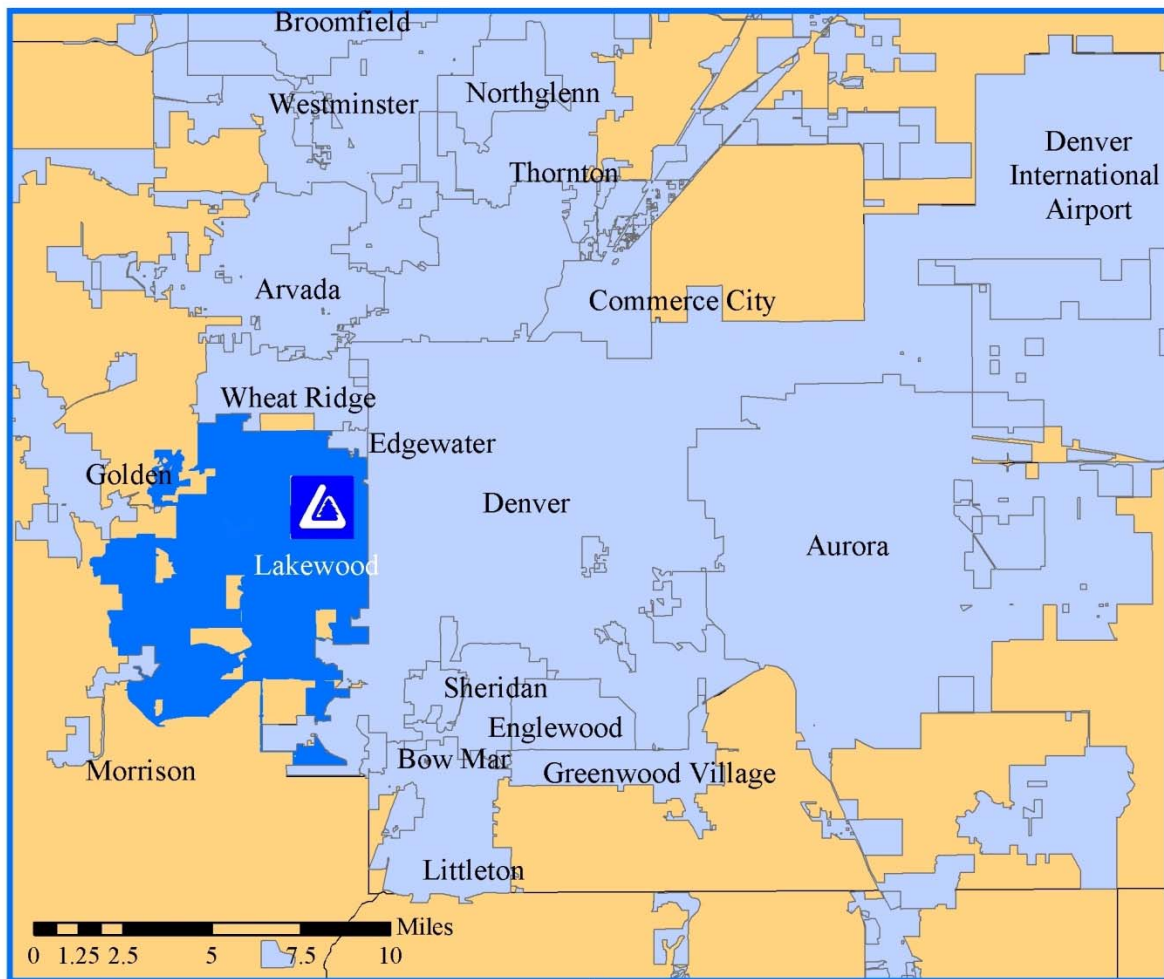 Broomfield
Westminster
Northglenn
Thornton
Denver
International
Airport
Arvada
Commerce City
Wheat Ridge
Edgewater
Golden
Denver
Aurora
Lakewood
Sheridan
Englewood
Bow Mar
Greenwood Village
Morrison
Littleton
Miles
0 1.25 2.5 5 7.5 10